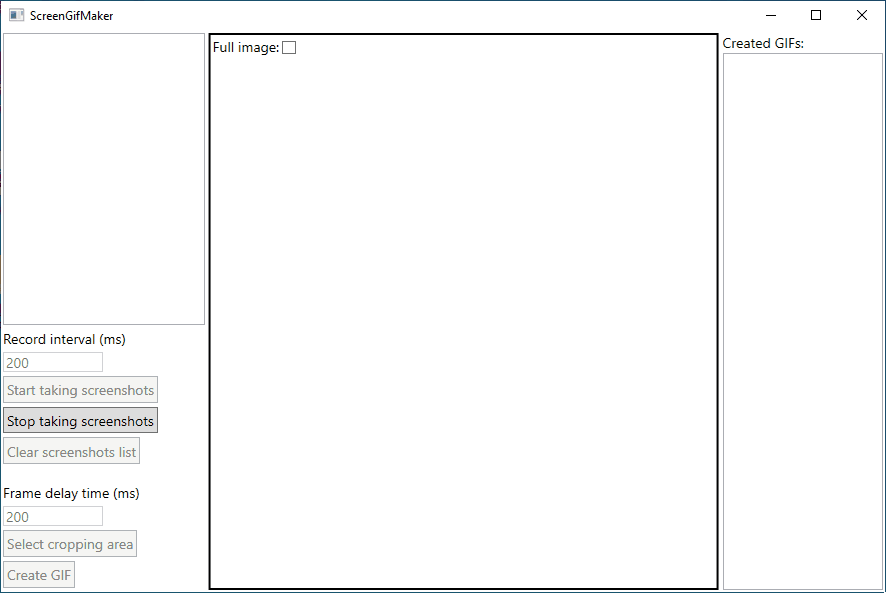 ScreenGifMaker
Full image:
Created GIFs:
Record interval (ms)
200
Start taking screenshots
Stop taking screenshots
Clear screenshots list
Frame delay time (ms)
200
Select cropping area
Create GIF